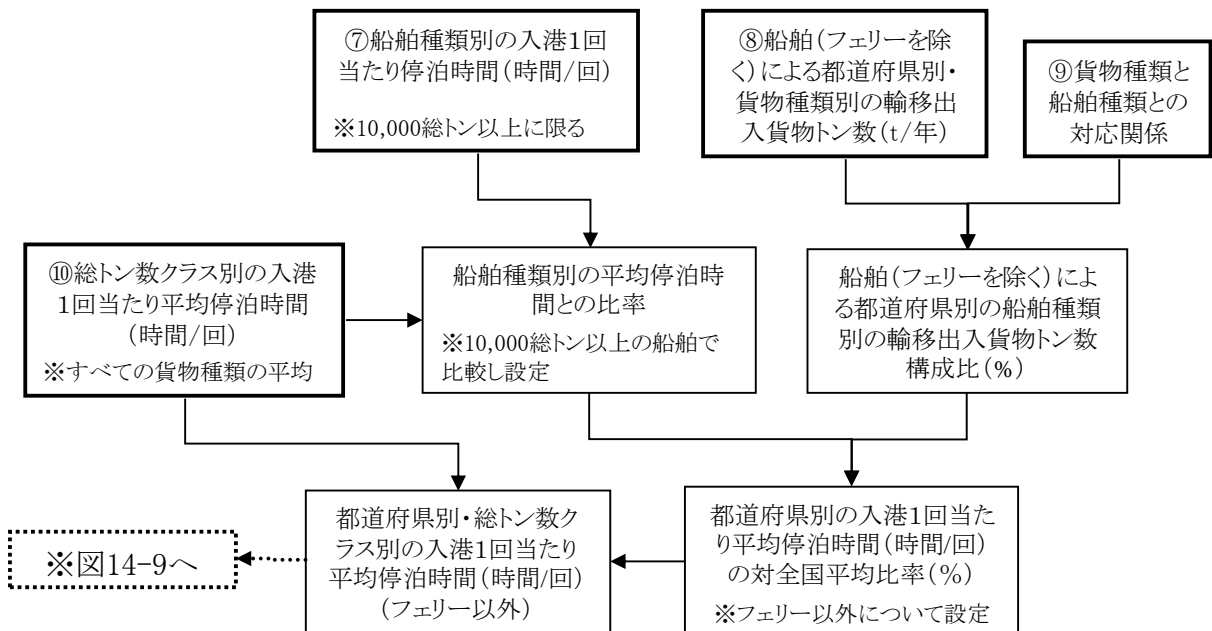 ⑦船舶種類別の入港1回
当たり停泊時間(時間/回)
※10,000総トン以上に限る
⑧船舶(フェリーを除
く)による都道府県別・
貨物種類別の輸移出
入貨物トン数(t/年)
⑨貨物種類と
船舶種類との
対応関係
⑩総トン数クラス別の入港
1回当たり平均停泊時間
(時間/回)
※すべての貨物種類の平均
船舶種類別の平均停泊時
間との比率
※10,000総トン以上の船舶で
比較し設定
船舶(フェリーを除く)によ
る都道府県別の船舶種類
別の輸移出入貨物トン数
構成比(%)
※図14-9へ
都道府県別・総トン数ク
ラス別の入港1回当たり
平均停泊時間(時間/回)
(フェリー以外)
都道府県別の入港1回当た
り平均停泊時間(時間/回)
の対全国平均比率(%)
※フェリー以外について設定